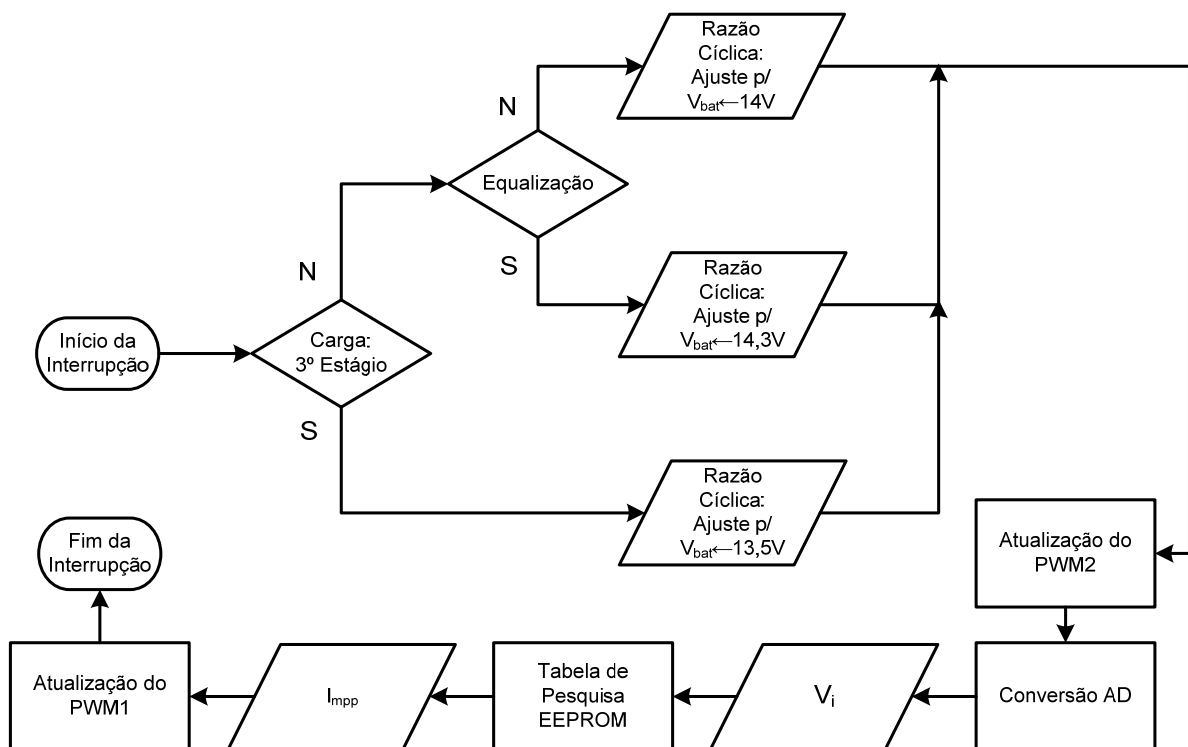 Razão
Cíclica:
Ajuste p/
Vbat←14V
N
Equalização
S
Razão
Cíclica:
Ajuste p/
Vbat←14,3V
N
Início da
Interrupção
Carga:
3º Estágio
S
Razão
Cíclica:
Ajuste p/
Vbat←13,5V
Atualização do
PWM2
Conversão AD
Vi
Tabela de
Pesquisa
EEPROM
Impp
Atualização do
PWM1
Fim da
Interrupção